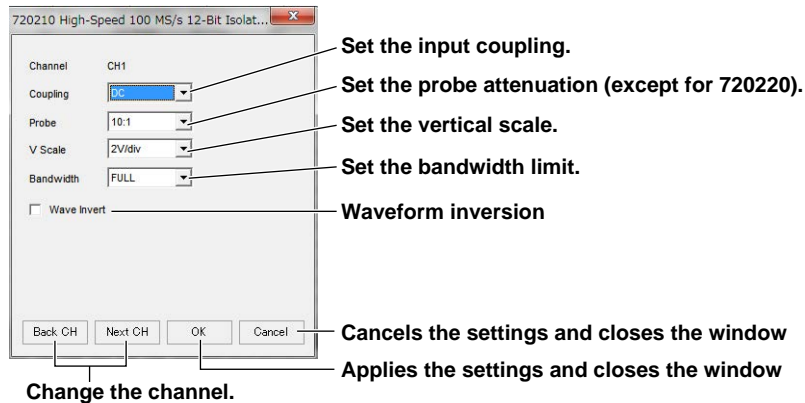 720210 High-Speed 100 MS/s 12-Bit Isolat...
Channel CH1
Coupling DC
Probe 10:1
V Scale 2V/div
Bandwidth FULL
Wave Invert
Back CH Next CH OK Cancel
Set the input coupling.
Set the probe attenuation (except for 720220).
Set the vertical scale.
Set the bandwidth limit.
Waveform inversion
Cancels the settings and closes the window
Applies the settings and closes the window
Change the channel.